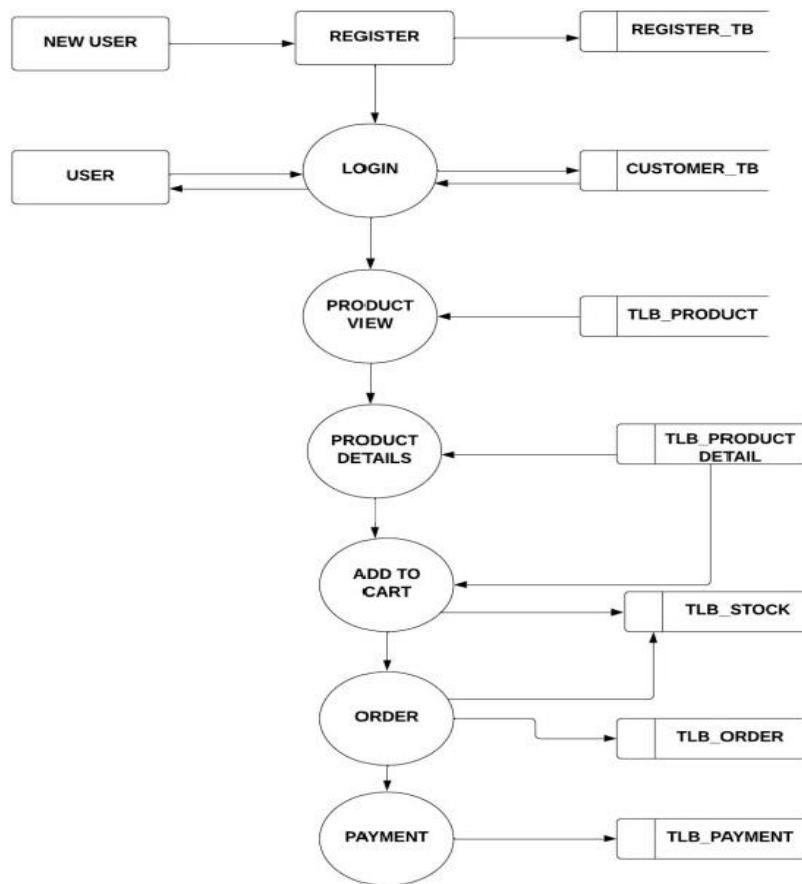 NEW USER
REGISTER
REGISTER_TB
USER
LOGIN
CUSTOMER_TB
PRODUCT
VIEW
TLB_PRODUCT
PRODUCT
DETAILS
TLB_PRODUCT
DETAIL
ADD TO
CART
TLB_STOCK
ORDER
TLB_ORDER
PAYMENT
TLB_PAYMENT